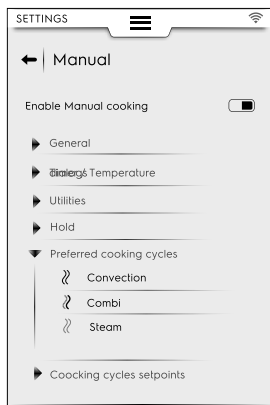 SETTINGS
Manual
Enable Manual cooking
General
Temperature
Utilities
Hold
Preferred cooking cycles
Convection
Combi
Steam
Coocking cycles setpoints